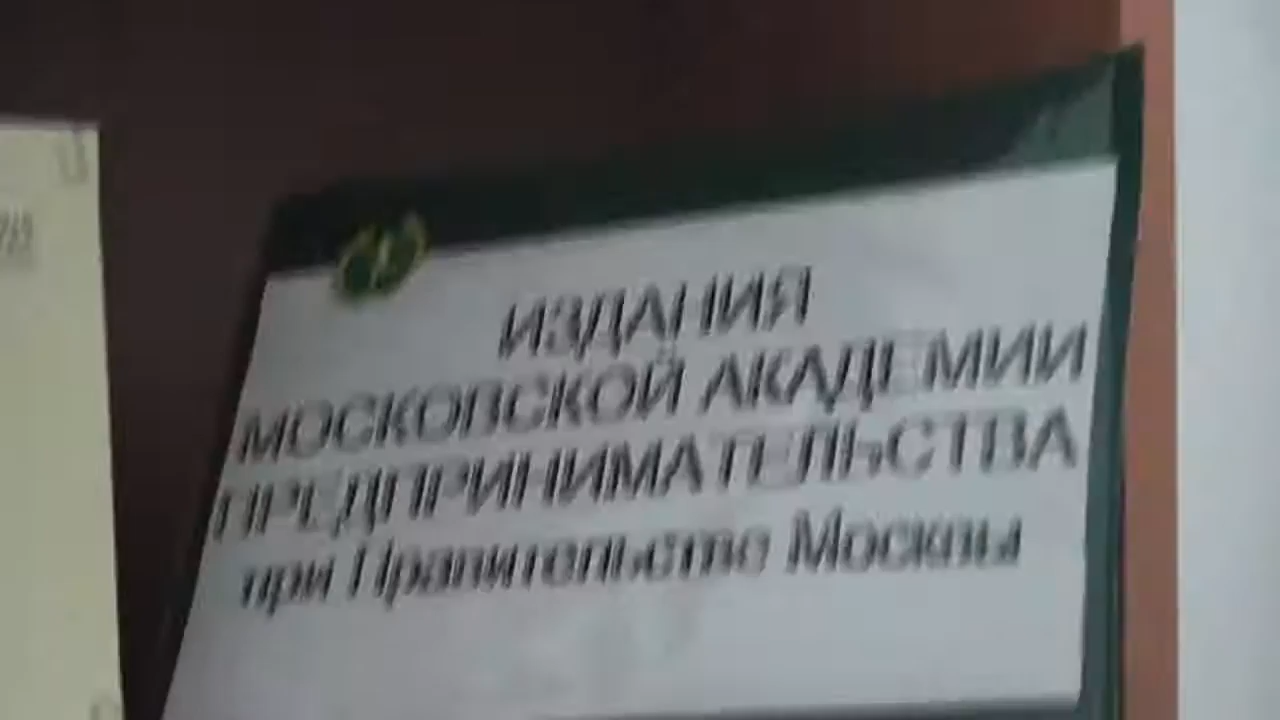 ИЗДАНИЯ
МОСКОВСКОЙ АКАДЕМИИ
ПРЕДПРИНИМАТЕЛЬСТВА
при Правительстве Москвы